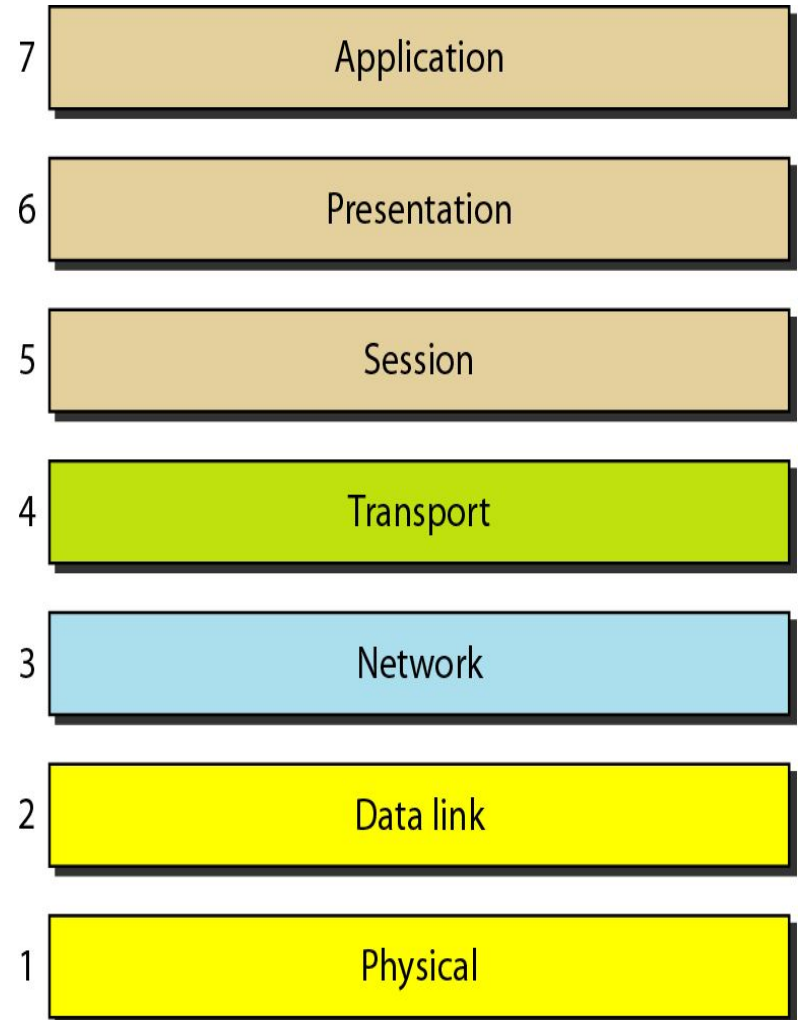 7 Application
6 Presentation
5 Session
4 Transport
3 Network
2 Data link
1 Physical